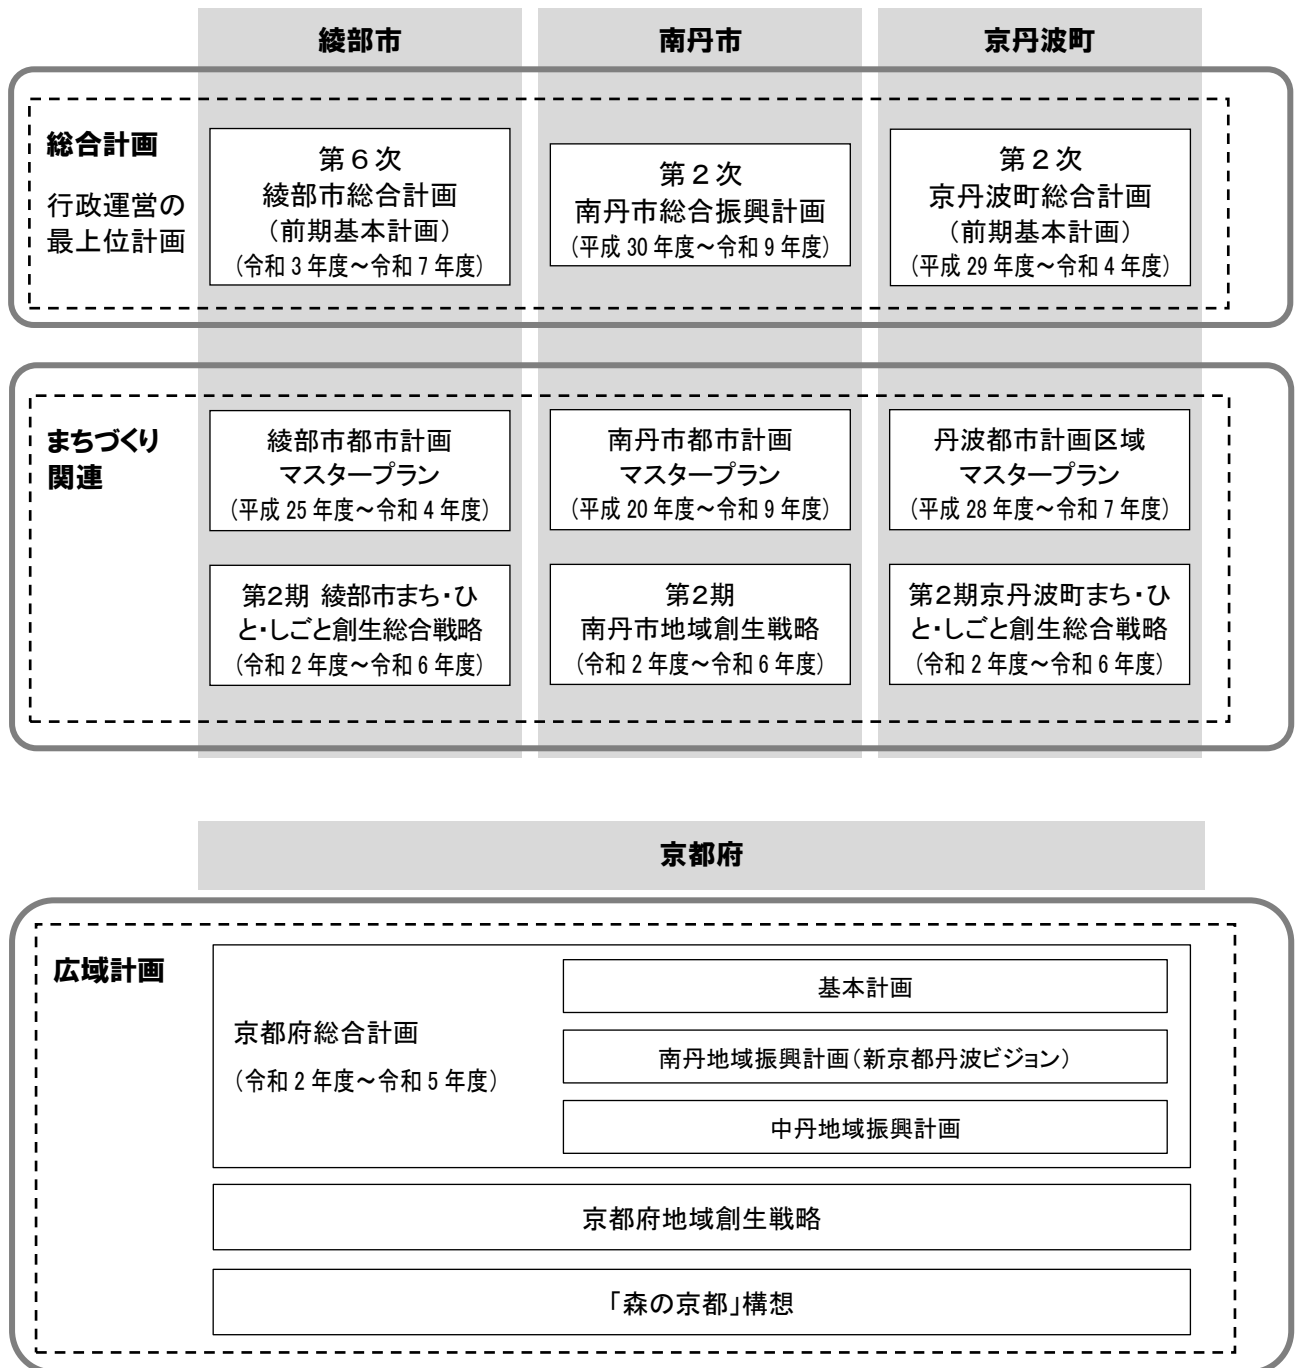 綾部市
南丹市
京丹波町
総合計画
行政運営の
最上位計画
第６次
綾部市総合計画
（前期基本計画）
（令和3年度～令和7年度）
第２次
南丹市総合振興計画
（平成30年度～令和9年度）
第２次
京丹波町総合計画
（前期基本計画）
（平成29年度～令和4年度）
まちづくり
関連
綾部市都市計画
マスタープラン
（平成25年度～令和4年度）
南丹市都市計画
マスタープラン
（平成20年度～令和9年度）
丹波都市計画区域
マスタープラン
（平成28年度～令和7年度）
第２期 綾部市まち・ひ
と・しごと創生総合戦略
（令和2年度～令和6年度）
第２期
南丹市地域創生戦略
（令和2年度～令和6年度）
第２期京丹波町まち・ひ
と・しごと創生総合戦略
（令和2年度～令和6年度）
京都府
広域計画
京都府総合計画
（令和2年度～令和5年度）
基本計画
南丹地域振興計画（新京都丹波ビジョン）
中丹地域振興計画
京都府地域創生戦略
「森の京都」構想